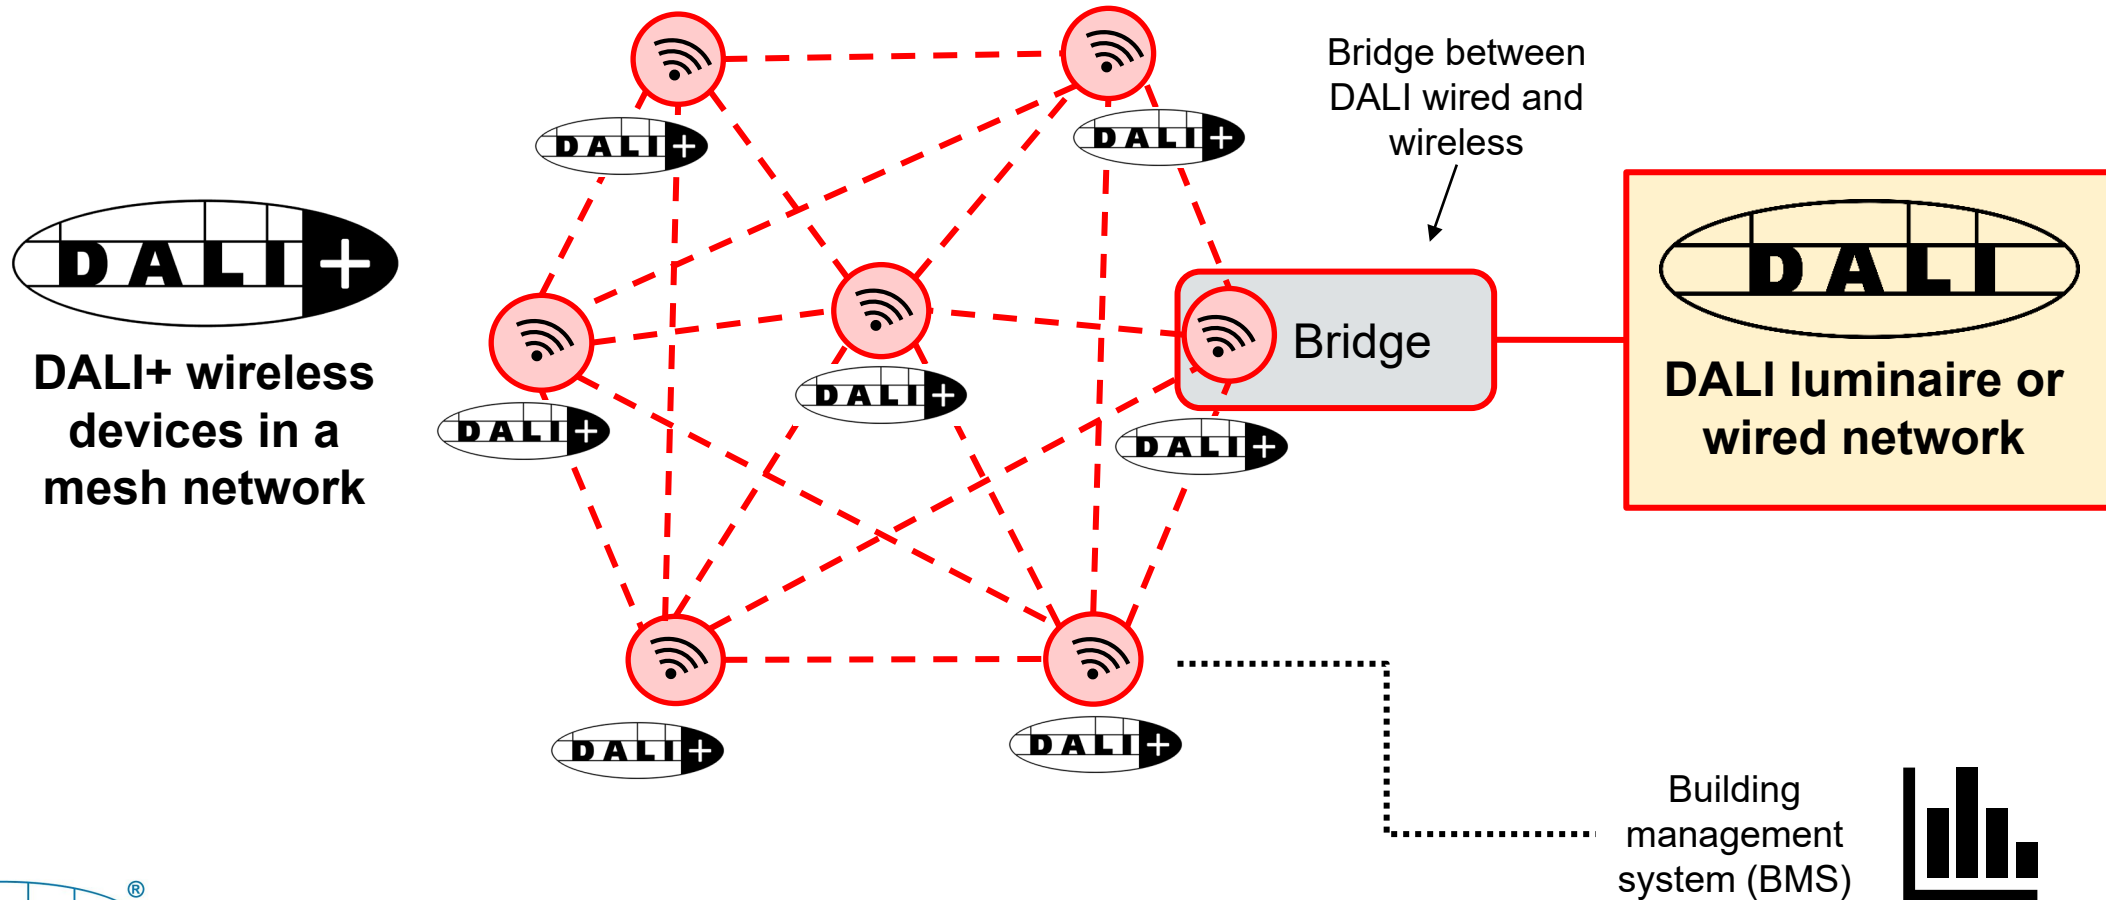 DALI+
DALI+ wireless
devices in a
mesh network
DALI+
DALI+
DALI+
DALI+
DALI+
DALI+
DALI+
Bridge between
DALI wired and
wireless
Bridge
DALI
DALI luminaire or
wired network
Building
management
system (BMS)
®